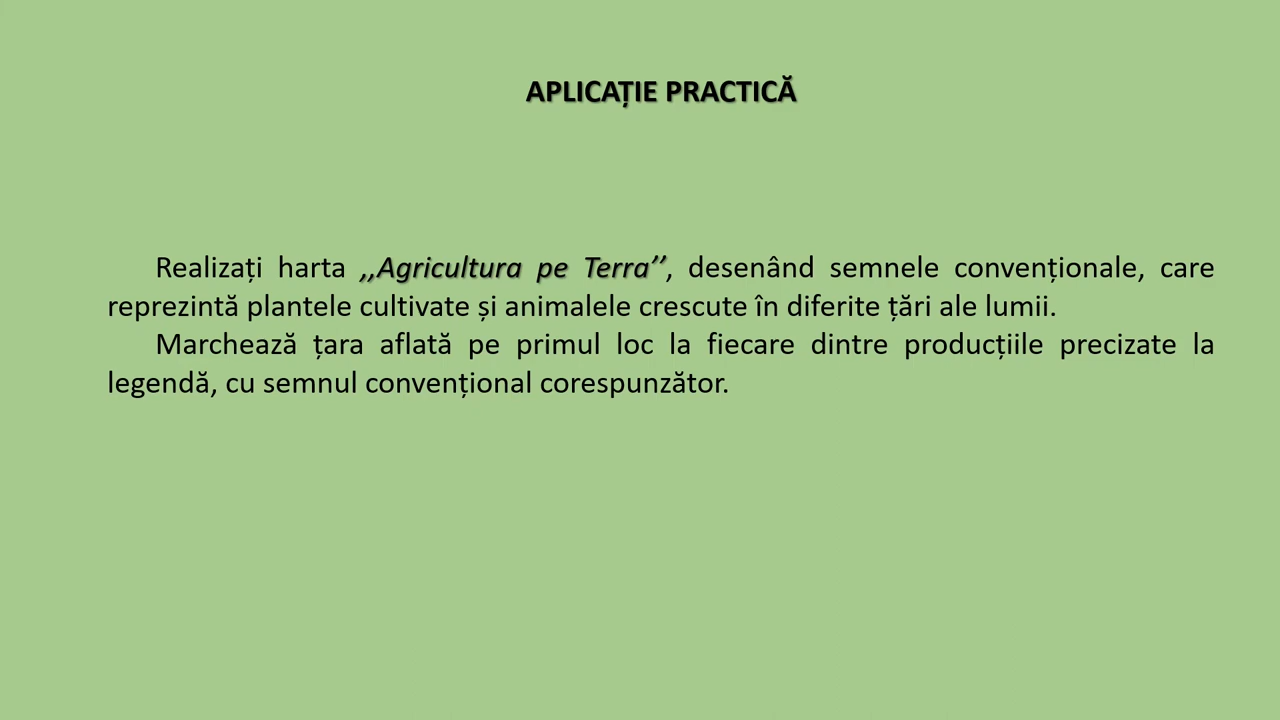 APLICAȚIE PRACTICĂ
Realizați harta ,,Agricultura pe Terra’’, desenând semnele convenționale, care
reprezintă plantele cultivate și animalele crescute în diferite țări ale lumii.
Marchează țara aflată pe primul loc la fiecare dintre producțiile precizate la
legendă, cu semnul convențional corespunzător.